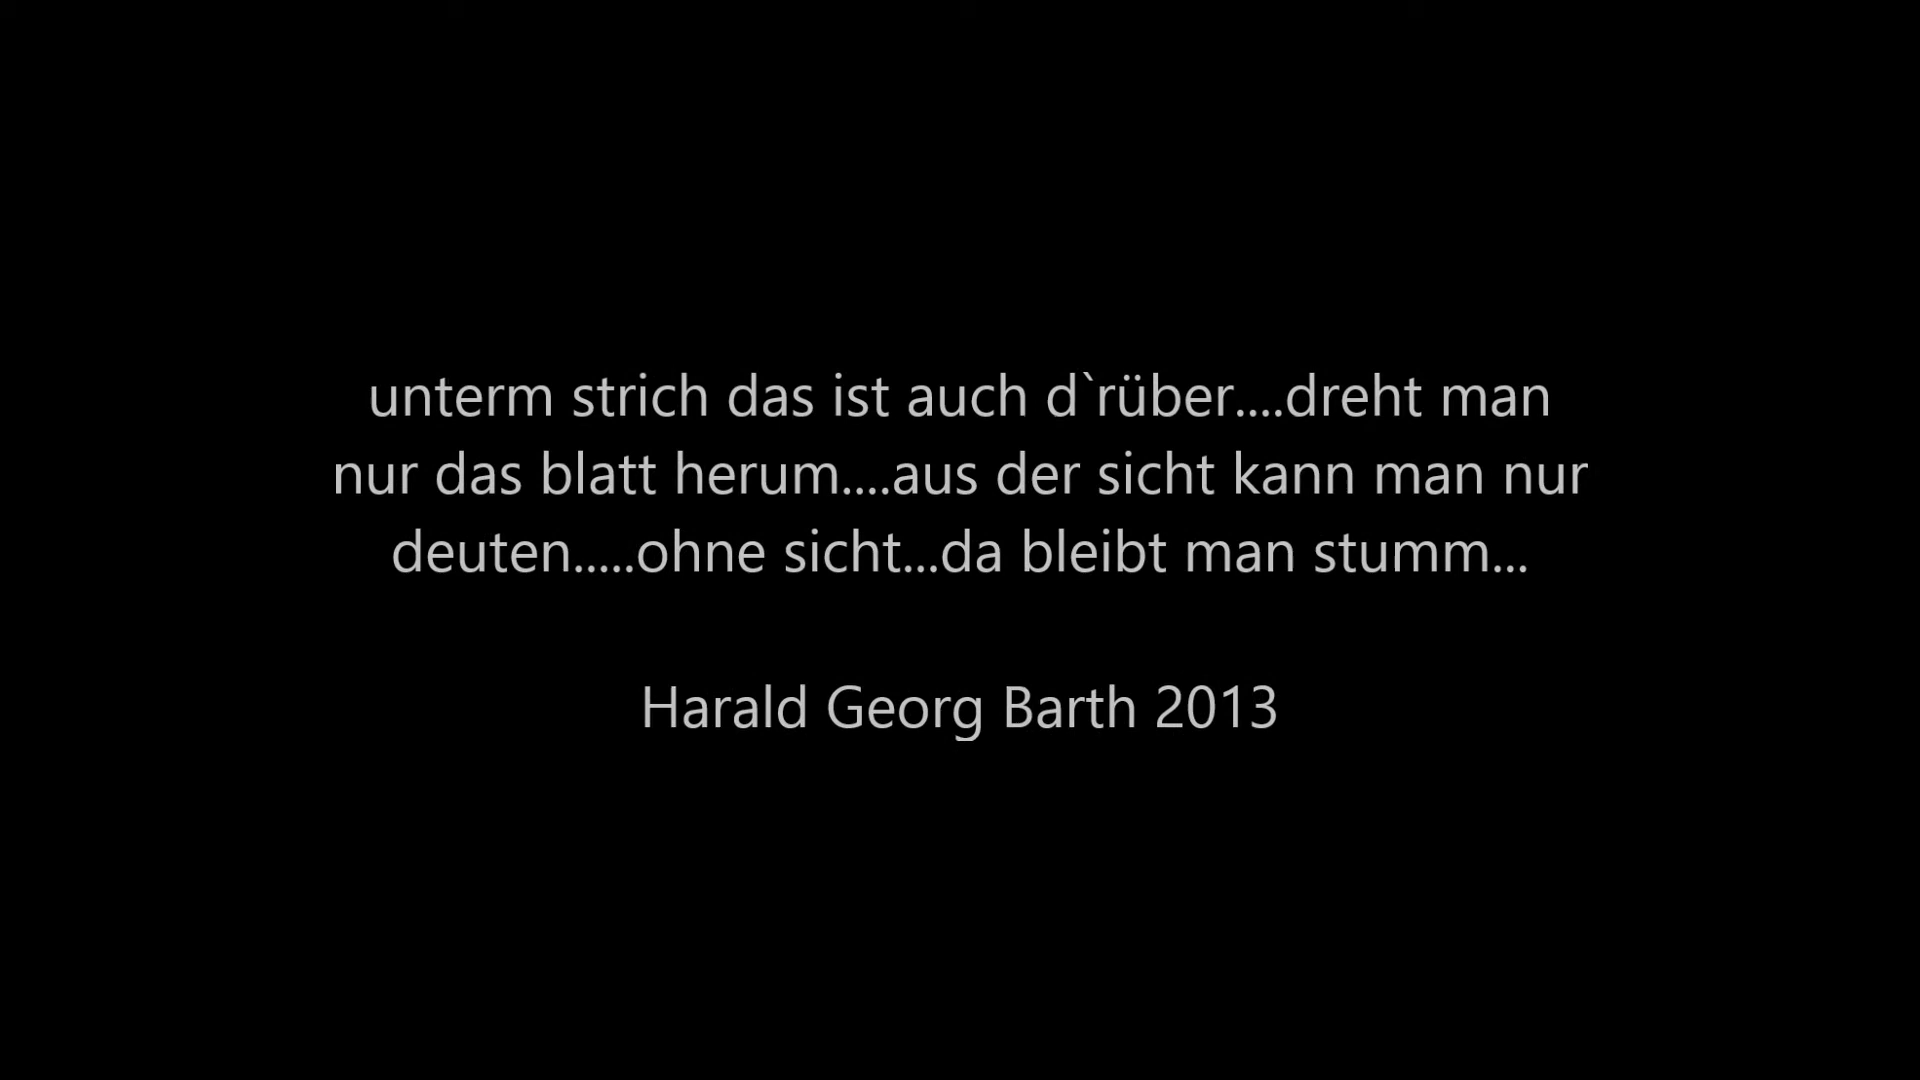 unterm strich das ist auch d`rüber....dreht man
nur das blatt herum....aus der sicht kann man nur
deuten.....ohne sicht...da bleibt man stumm...
Harald Georg Barth 2013